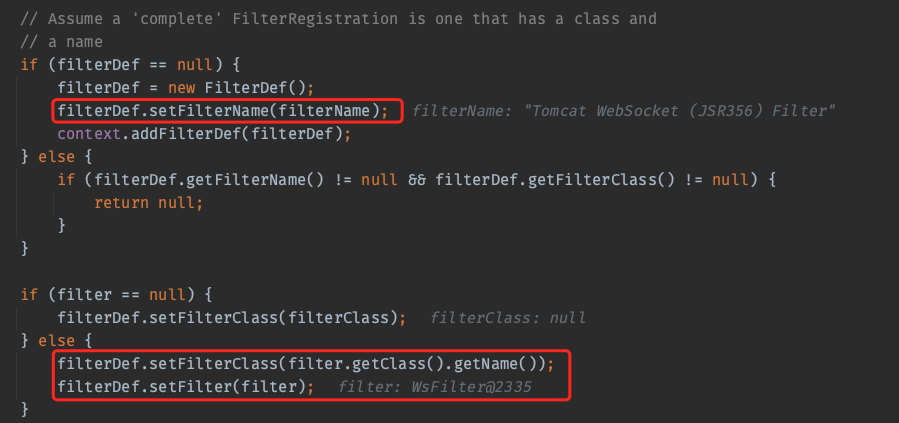 // Assume a 'complete' FilterRegistration is one that has a class and
// a name
if (filterDef == null) {
    filterDef = new FilterDef();
    filterDef.setFilterName(filterName);  filterName: "Tomcat WebSocket (JSR356) Filter"
    context.addFilterDef(filterDef);
} else {
    if (filterDef.getFilterName() != null && filterDef.getFilterClass() != null) {
        return null;
    }
}

if (filter == null) {
    filterDef.setFilterClass(filterClass);  filterClass: null
} else {
    filterDef.setFilterClass(filter.getClass().getName());
    filterDef.setFilter(filter);  filter: WsFilter@2335
}